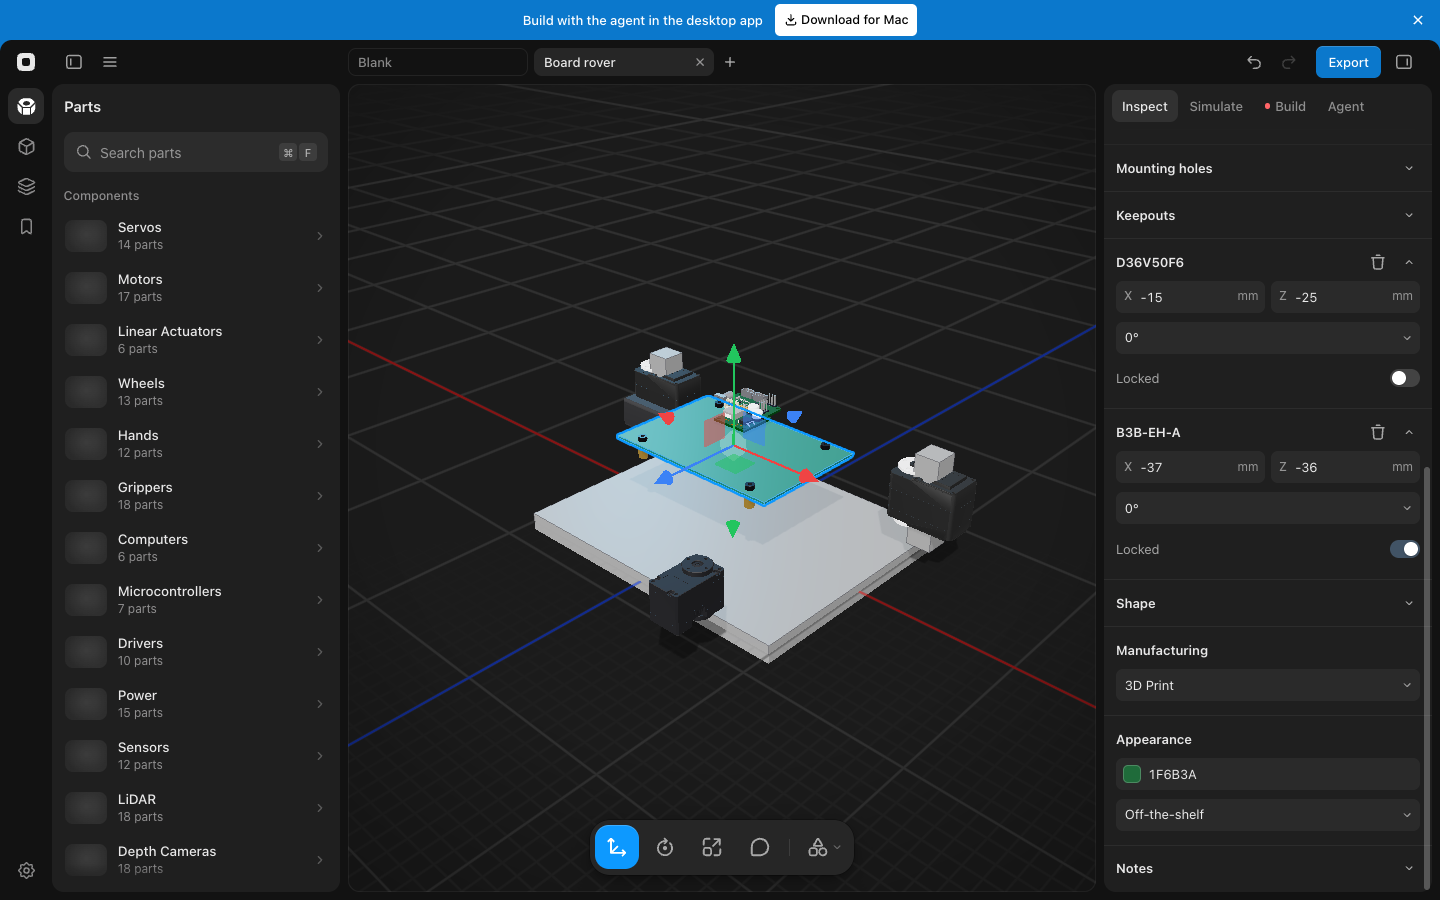 Build with the agent in the desktop app
Download for Mac
Blank
Board rover
Export
Parts
Search parts
⌘ F
Components
Servos
14 parts
Motors
17 parts
Linear Actuators
6 parts
Wheels
13 parts
Hands
12 parts
Grippers
18 parts
Computers
6 parts
Microcontrollers
7 parts
Drivers
10 parts
Power
15 parts
Sensors
12 parts
LiDAR
18 parts
Depth Cameras
18 parts
Inspect Simulate Build Agent
Mounting holes
Keepouts
D36V50F6
X -15 mm Z -25 mm
0°
Locked
B3B-EH-A
X -37 mm Z -36 mm
0°
Locked
Shape
Manufacturing
3D Print
Appearance
1F6B3A
Off-the-shelf
Notes